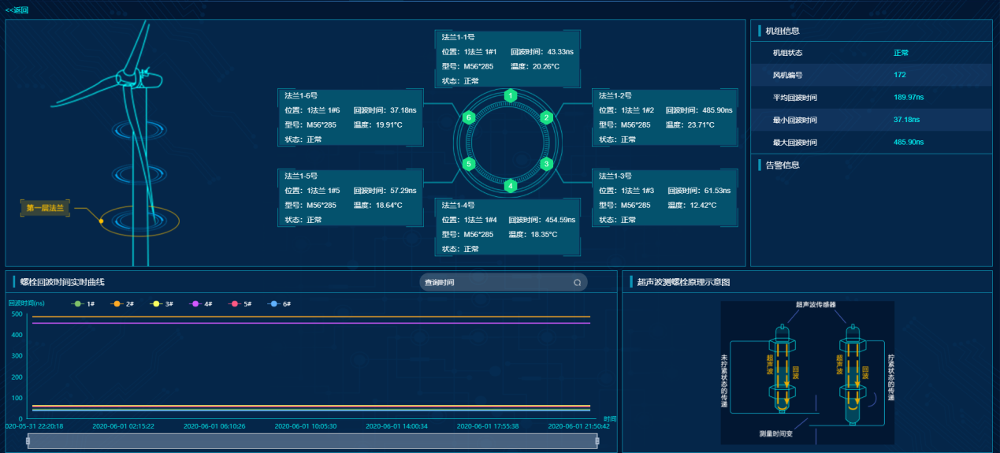 <<返回
法兰1-1号
位置：1法兰 1#1 回波时间：43.33ns
型号：M56*285 温度：20.26°C
状态：正常
法兰1-6号
位置：1法兰 1#6 回波时间：37.18ns
型号：M56*285 温度：19.91°C
状态：正常
法兰1-2号
位置：1法兰 1#2 回波时间：485.90ns
型号：M56*285 温度：23.71°C
状态：正常
1
6
2
5
3
4
法兰1-5号
位置：1法兰 1#5 回波时间：57.29ns
型号：M56*285 温度：18.64°C
状态：正常
法兰1-3号
位置：1法兰 1#3 回波时间：61.53ns
型号：M56*285 温度：12.42°C
状态：正常
法兰1-4号
位置：1法兰 1#4 回波时间：454.59ns
型号：M56*285 温度：18.35°C
状态：正常
第一层法兰
机组信息
机组状态 正常
风机编号 172
平均回波时间 189.97ns
最小回波时间 37.18ns
最大回波时间 485.90ns
告警信息
螺栓回波时间实时曲线
查询时间
回波时间(ns)
1# 2# 3# 4# 5# 6#
500
400
300
200
100
0
时间
020-05-31 22:20:18 2020-06-01 02:15:22 2020-06-01 06:10:26 2020-06-01 10:05:30 2020-06-01 14:00:34 2020-06-01 17:55:38 2020-06-01 21:50:42
超声波测螺栓原理示意图
超声波传感器
未拧紧状态的传递
超声波
回波
超声波
回波
拧紧状态的传递
测量时间变